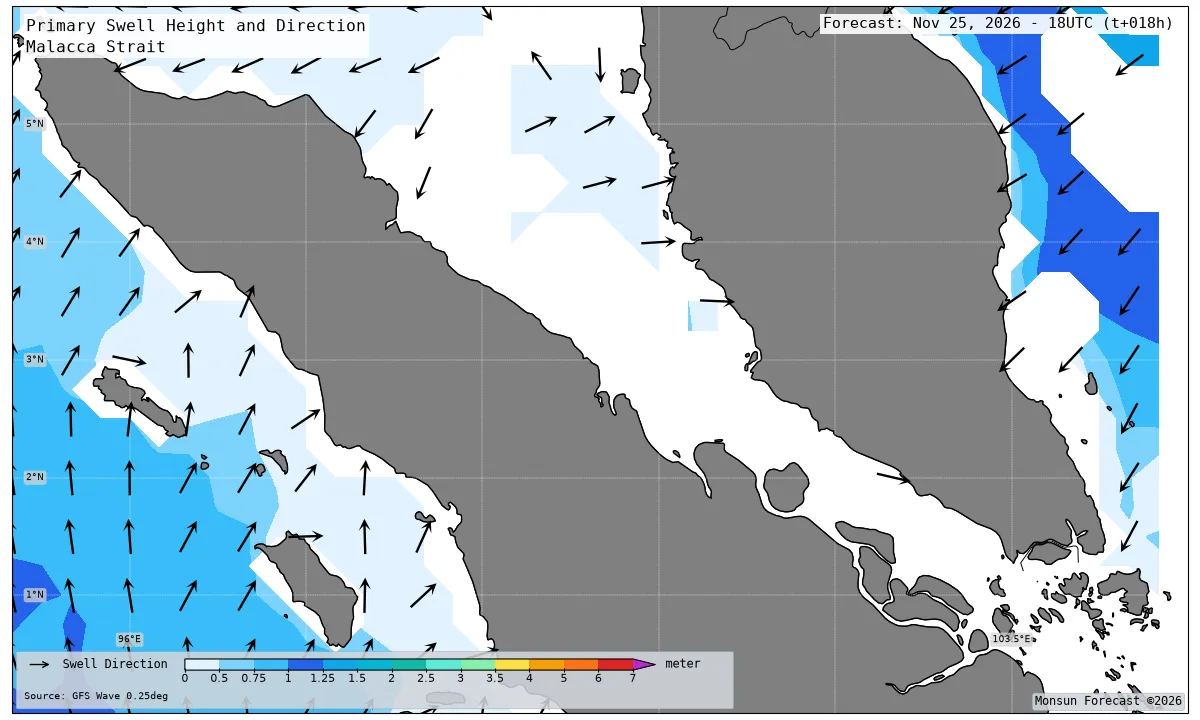 Primary Swell Height and Direction
Malacca Strait
Forecast: Nov 25, 2026 - 18UTC (t+018h)
5°N
4°N
3°N
2°N
1°N
96°E
103.5°E
Swell Direction
meter
0 0.5 0.75 1 1.25 1.5 2 2.5 3 3.5 4 5 6 7
Source: GFS Wave 0.25deg
Monsun Forecast ©2026